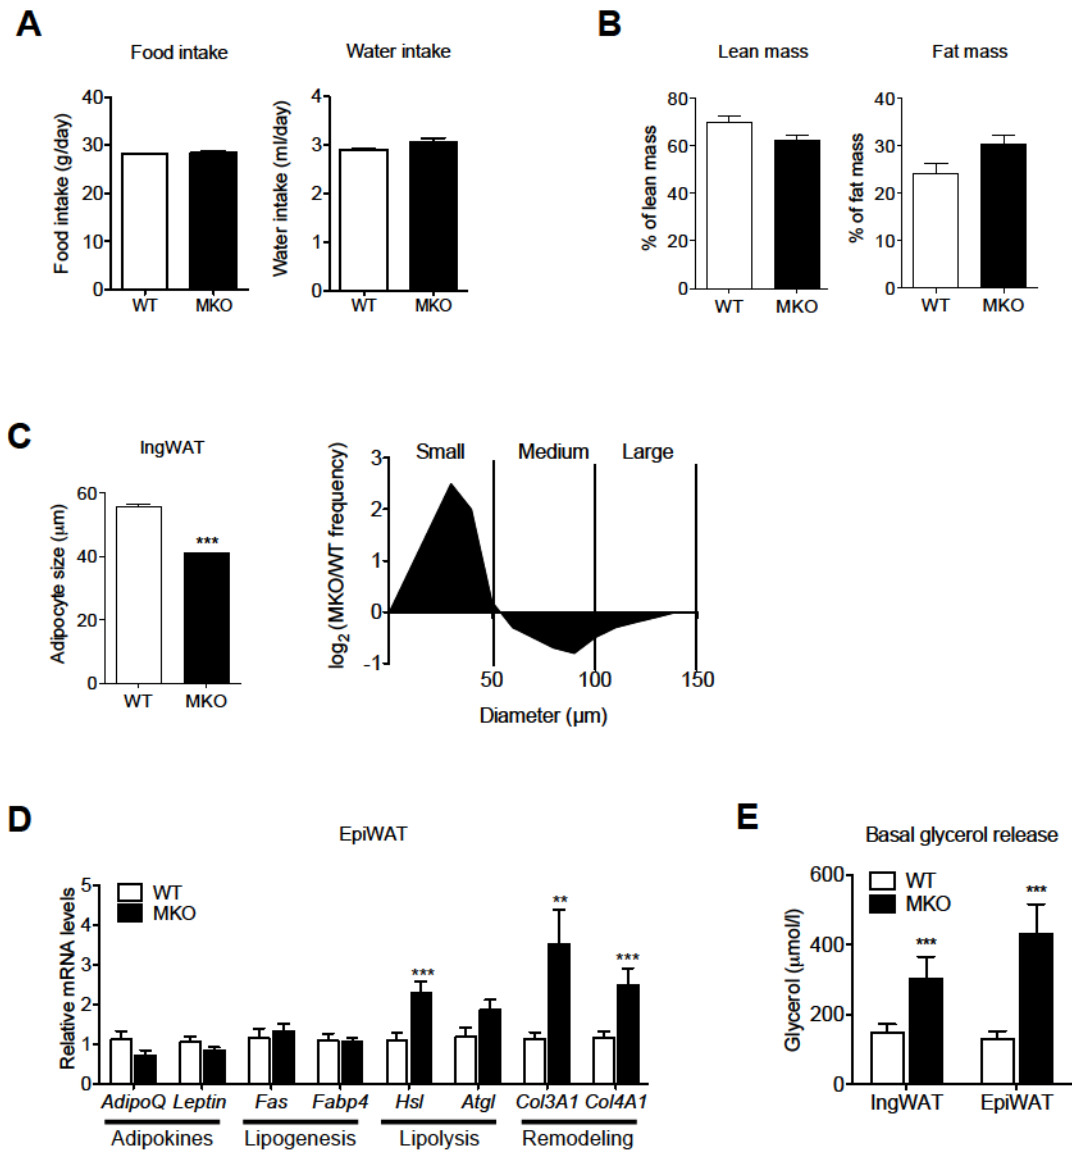 A
Food intake
Food intake (g/day)
40
30
20
10
0
WT
MKO
Water intake
Water intake (ml/day)
4
3
2
1
0
WT
MKO
B
Lean mass
% of lean mass
80
60
40
20
0
WT
MKO
Fat mass
% of fat mass
40
30
20
10
0
WT
MKO
C
IngWAT
Adipocyte size (μm)
60
40
20
0
***
WT
MKO
log2 (MKO/WT frequency)
3
2
1
0
-1
Small
Medium
Large
50
100
150
Diameter (μm)
D
EpiWAT
Relative mRNA levels
5
4
3
2
1
0
WT
MKO
***
**
***
AdipoQ Leptin Fas Fabp4 Hsl Atgl Col3A1 Col4A1
Adipokines Lipogenesis Lipolysis Remodeling
E
Basal glycerol release
Glycerol (μmol/l)
600
400
200
0
WT
MKO
***
***
IngWAT
EpiWAT